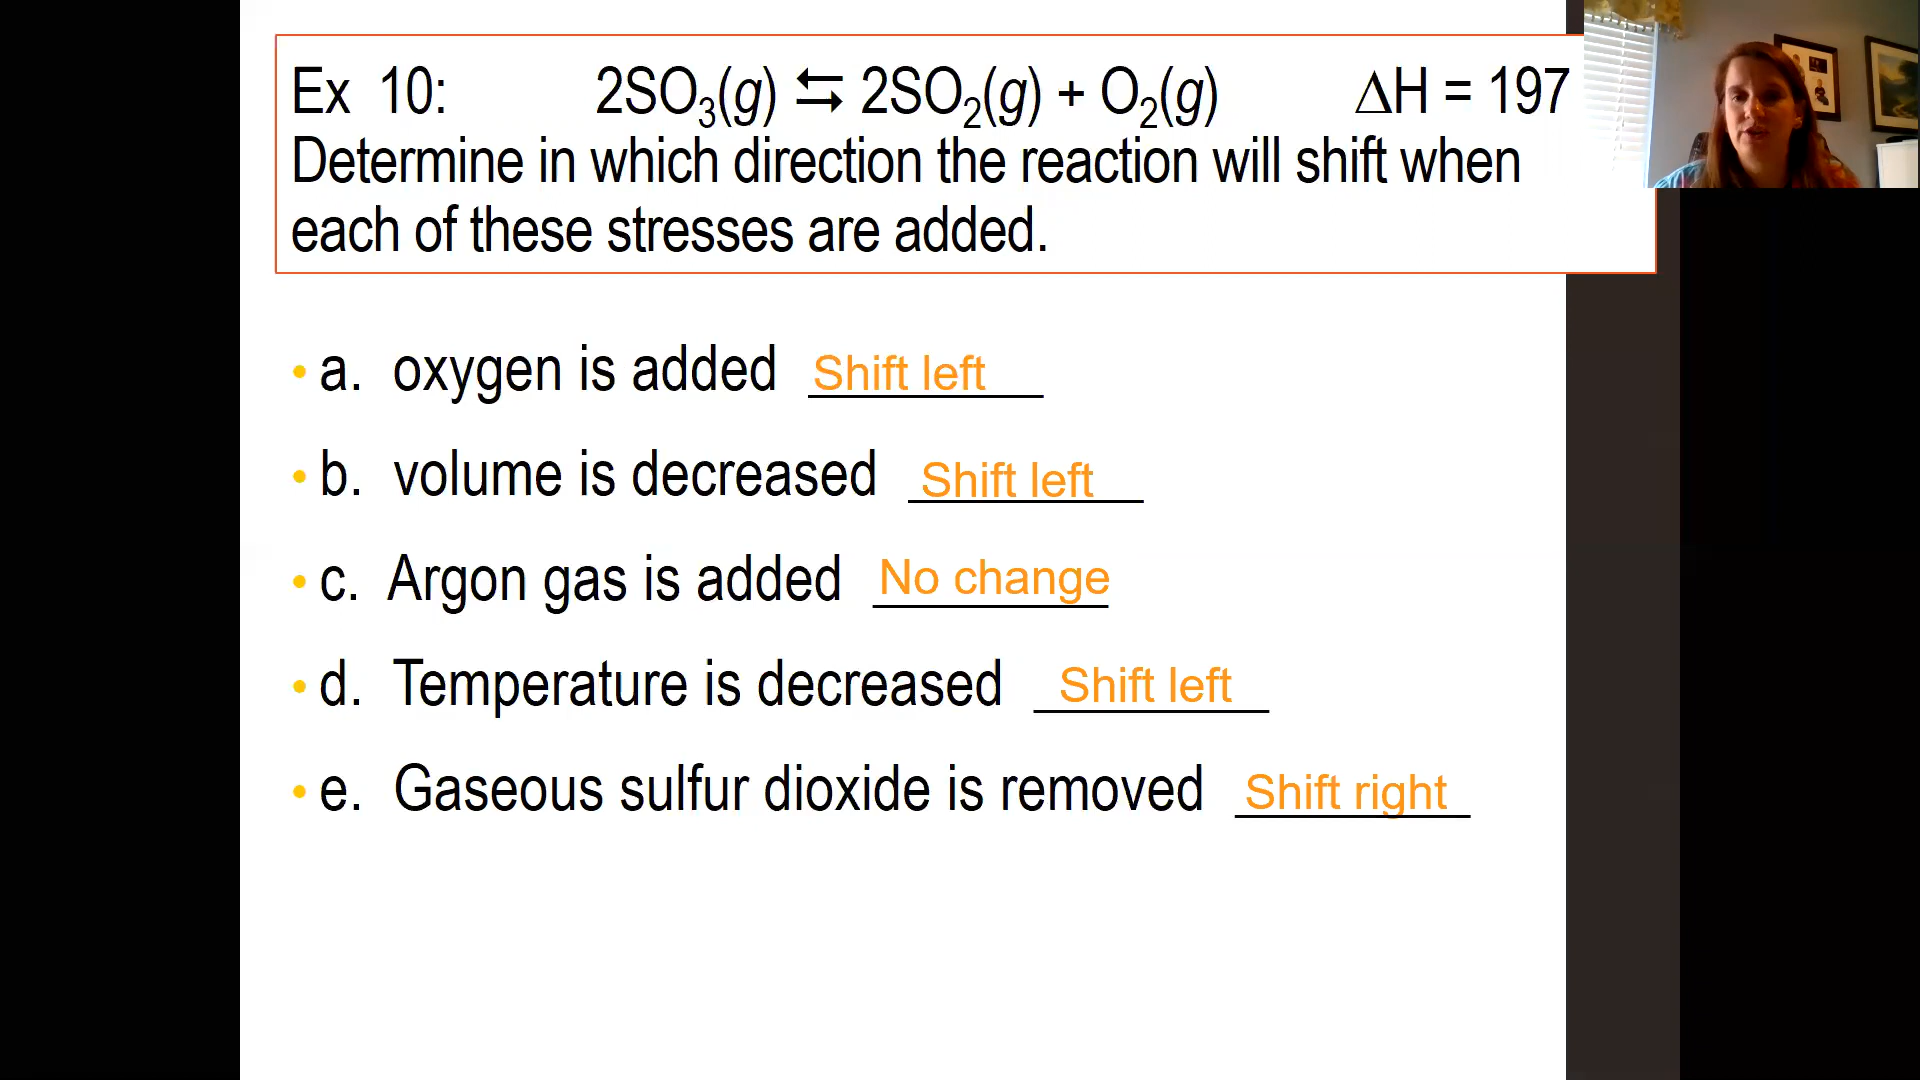 Ex 10: 2SO₃(g) ⇆ 2SO₂(g) + O₂(g) ΔH = 197
Determine in which direction the reaction will shift when
each of these stresses are added.
• a. oxygen is added Shift left
• b. volume is decreased Shift left
• c. Argon gas is added No change
• d. Temperature is decreased Shift left
• e. Gaseous sulfur dioxide is removed Shift right